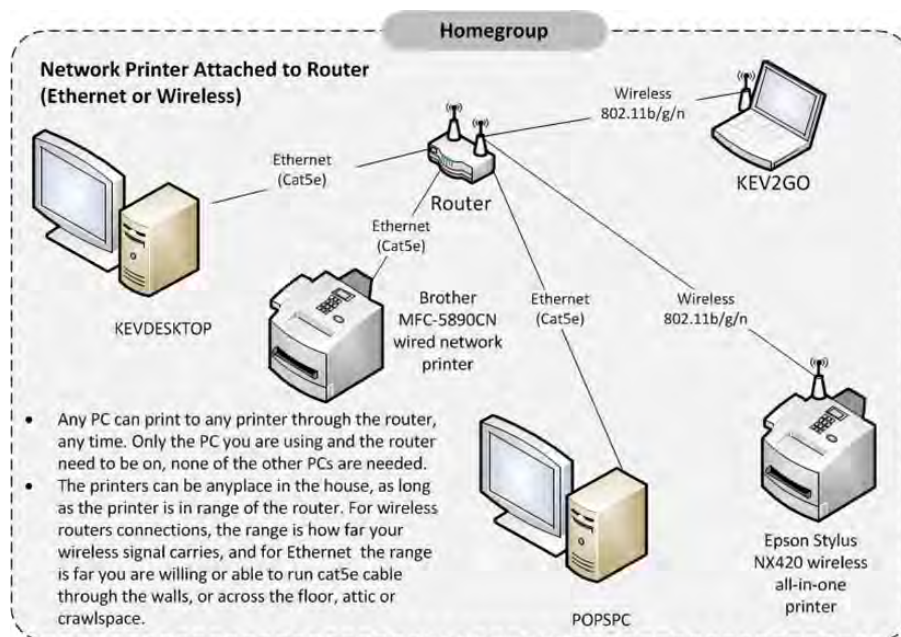 Homegroup
Network Printer Attached to Router
(Ethernet or Wireless)
Wireless
802.11b/g/n
KEV2GO
Ethernet
(Cat5e)
Router
KEVDESKTOP
Ethernet
(Cat5e)
Brother
MFC-5890CN
wired network
printer
Ethernet
(Cat5e)
Wireless
802.11b/g/n
• Any PC can print to any printer through the router,
any time. Only the PC you are using and the router
need to be on, none of the other PCs are needed.
• The printers can be anyplace in the house, as long
as the printer is in range of the router. For wireless
routers connections, the range is how far your
wireless signal carries, and for Ethernet the range
is far you are willing or able to run cat5e cable
through the walls, or across the floor, attic or
crawlspace.
POPSPC
Epson Stylus
NX420 wireless
all-in-one
printer